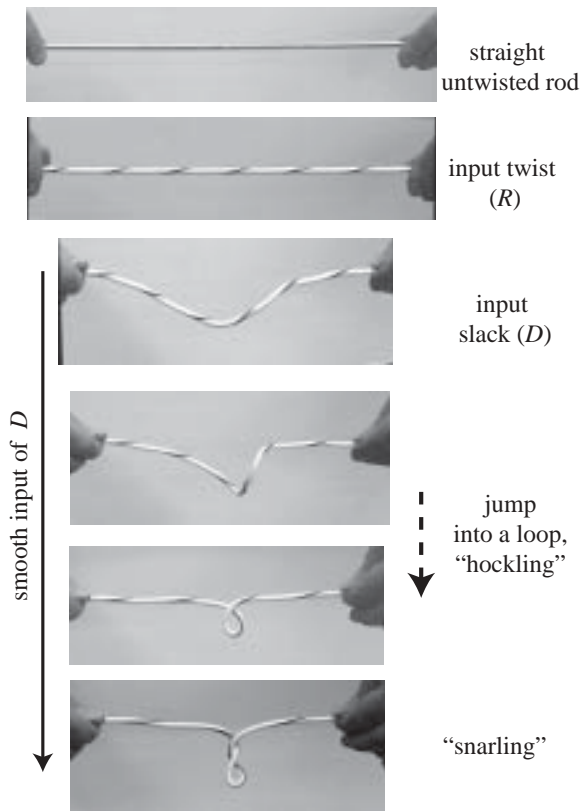 straight
untwisted rod
input twist
(R)
input
slack (D)
smooth input of D
jump
into a loop,
“hockling”
“snarling”